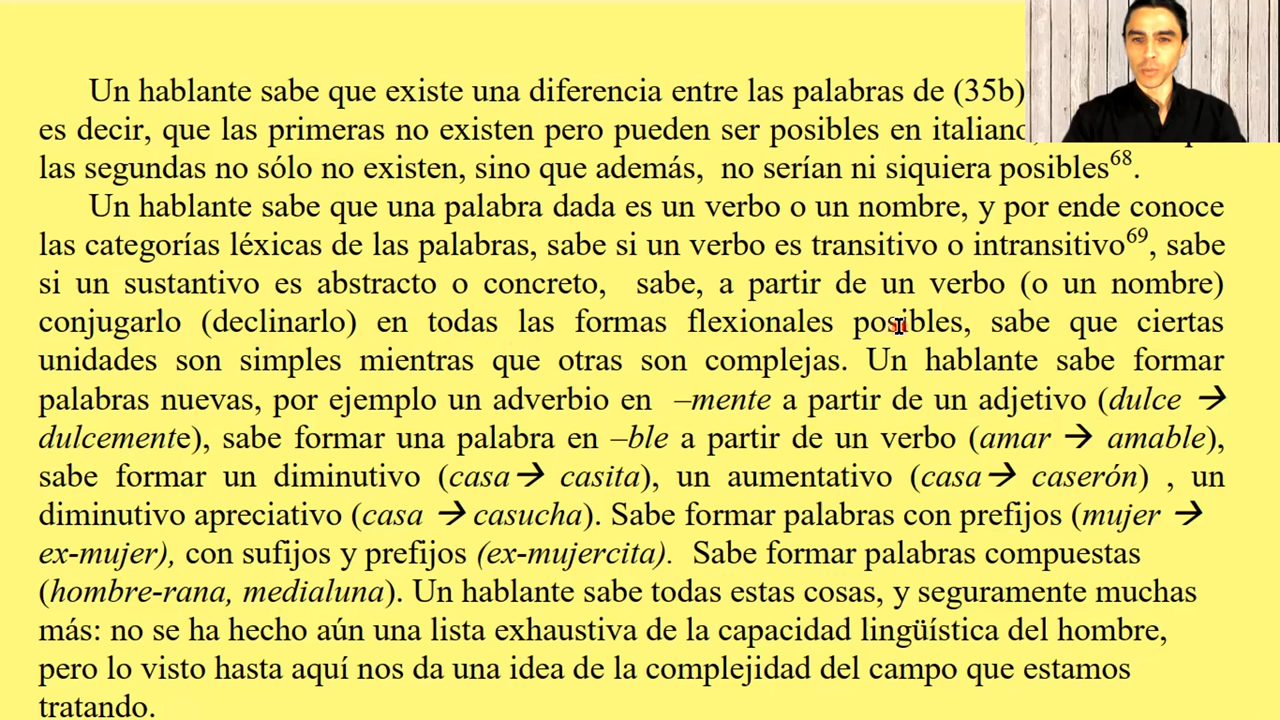 Un hablante sabe que existe una diferencia entre las palabras de (35b)
es decir, que las primeras no existen pero pueden ser posibles en italiano,
las segundas no sólo no existen, sino que además, no serían ni siquiera posibles68.
Un hablante sabe que una palabra dada es un verbo o un nombre, y por ende conoce
las categorías léxicas de las palabras, sabe si un verbo es transitivo o intransitivo69, sabe
si un sustantivo es abstracto o concreto, sabe, a partir de un verbo (o un nombre)
conjugarlo (declinarlo) en todas las formas flexionales posibles, sabe que ciertas
unidades son simples mientras que otras son complejas. Un hablante sabe formar
palabras nuevas, por ejemplo un adverbio en –mente a partir de un adjetivo (dulce →
dulcemente), sabe formar una palabra en –ble a partir de un verbo (amar → amable),
sabe formar un diminutivo (casa→ casita), un aumentativo (casa→ caserón) , un
diminutivo apreciativo (casa → casucha). Sabe formar palabras con prefijos (mujer →
ex-mujer), con sufijos y prefijos (ex-mujercita). Sabe formar palabras compuestas
(hombre-rana, medialuna). Un hablante sabe todas estas cosas, y seguramente muchas
más: no se ha hecho aún una lista exhaustiva de la capacidad lingüística del hombre,
pero lo visto hasta aquí nos da una idea de la complejidad del campo que estamos
tratando.